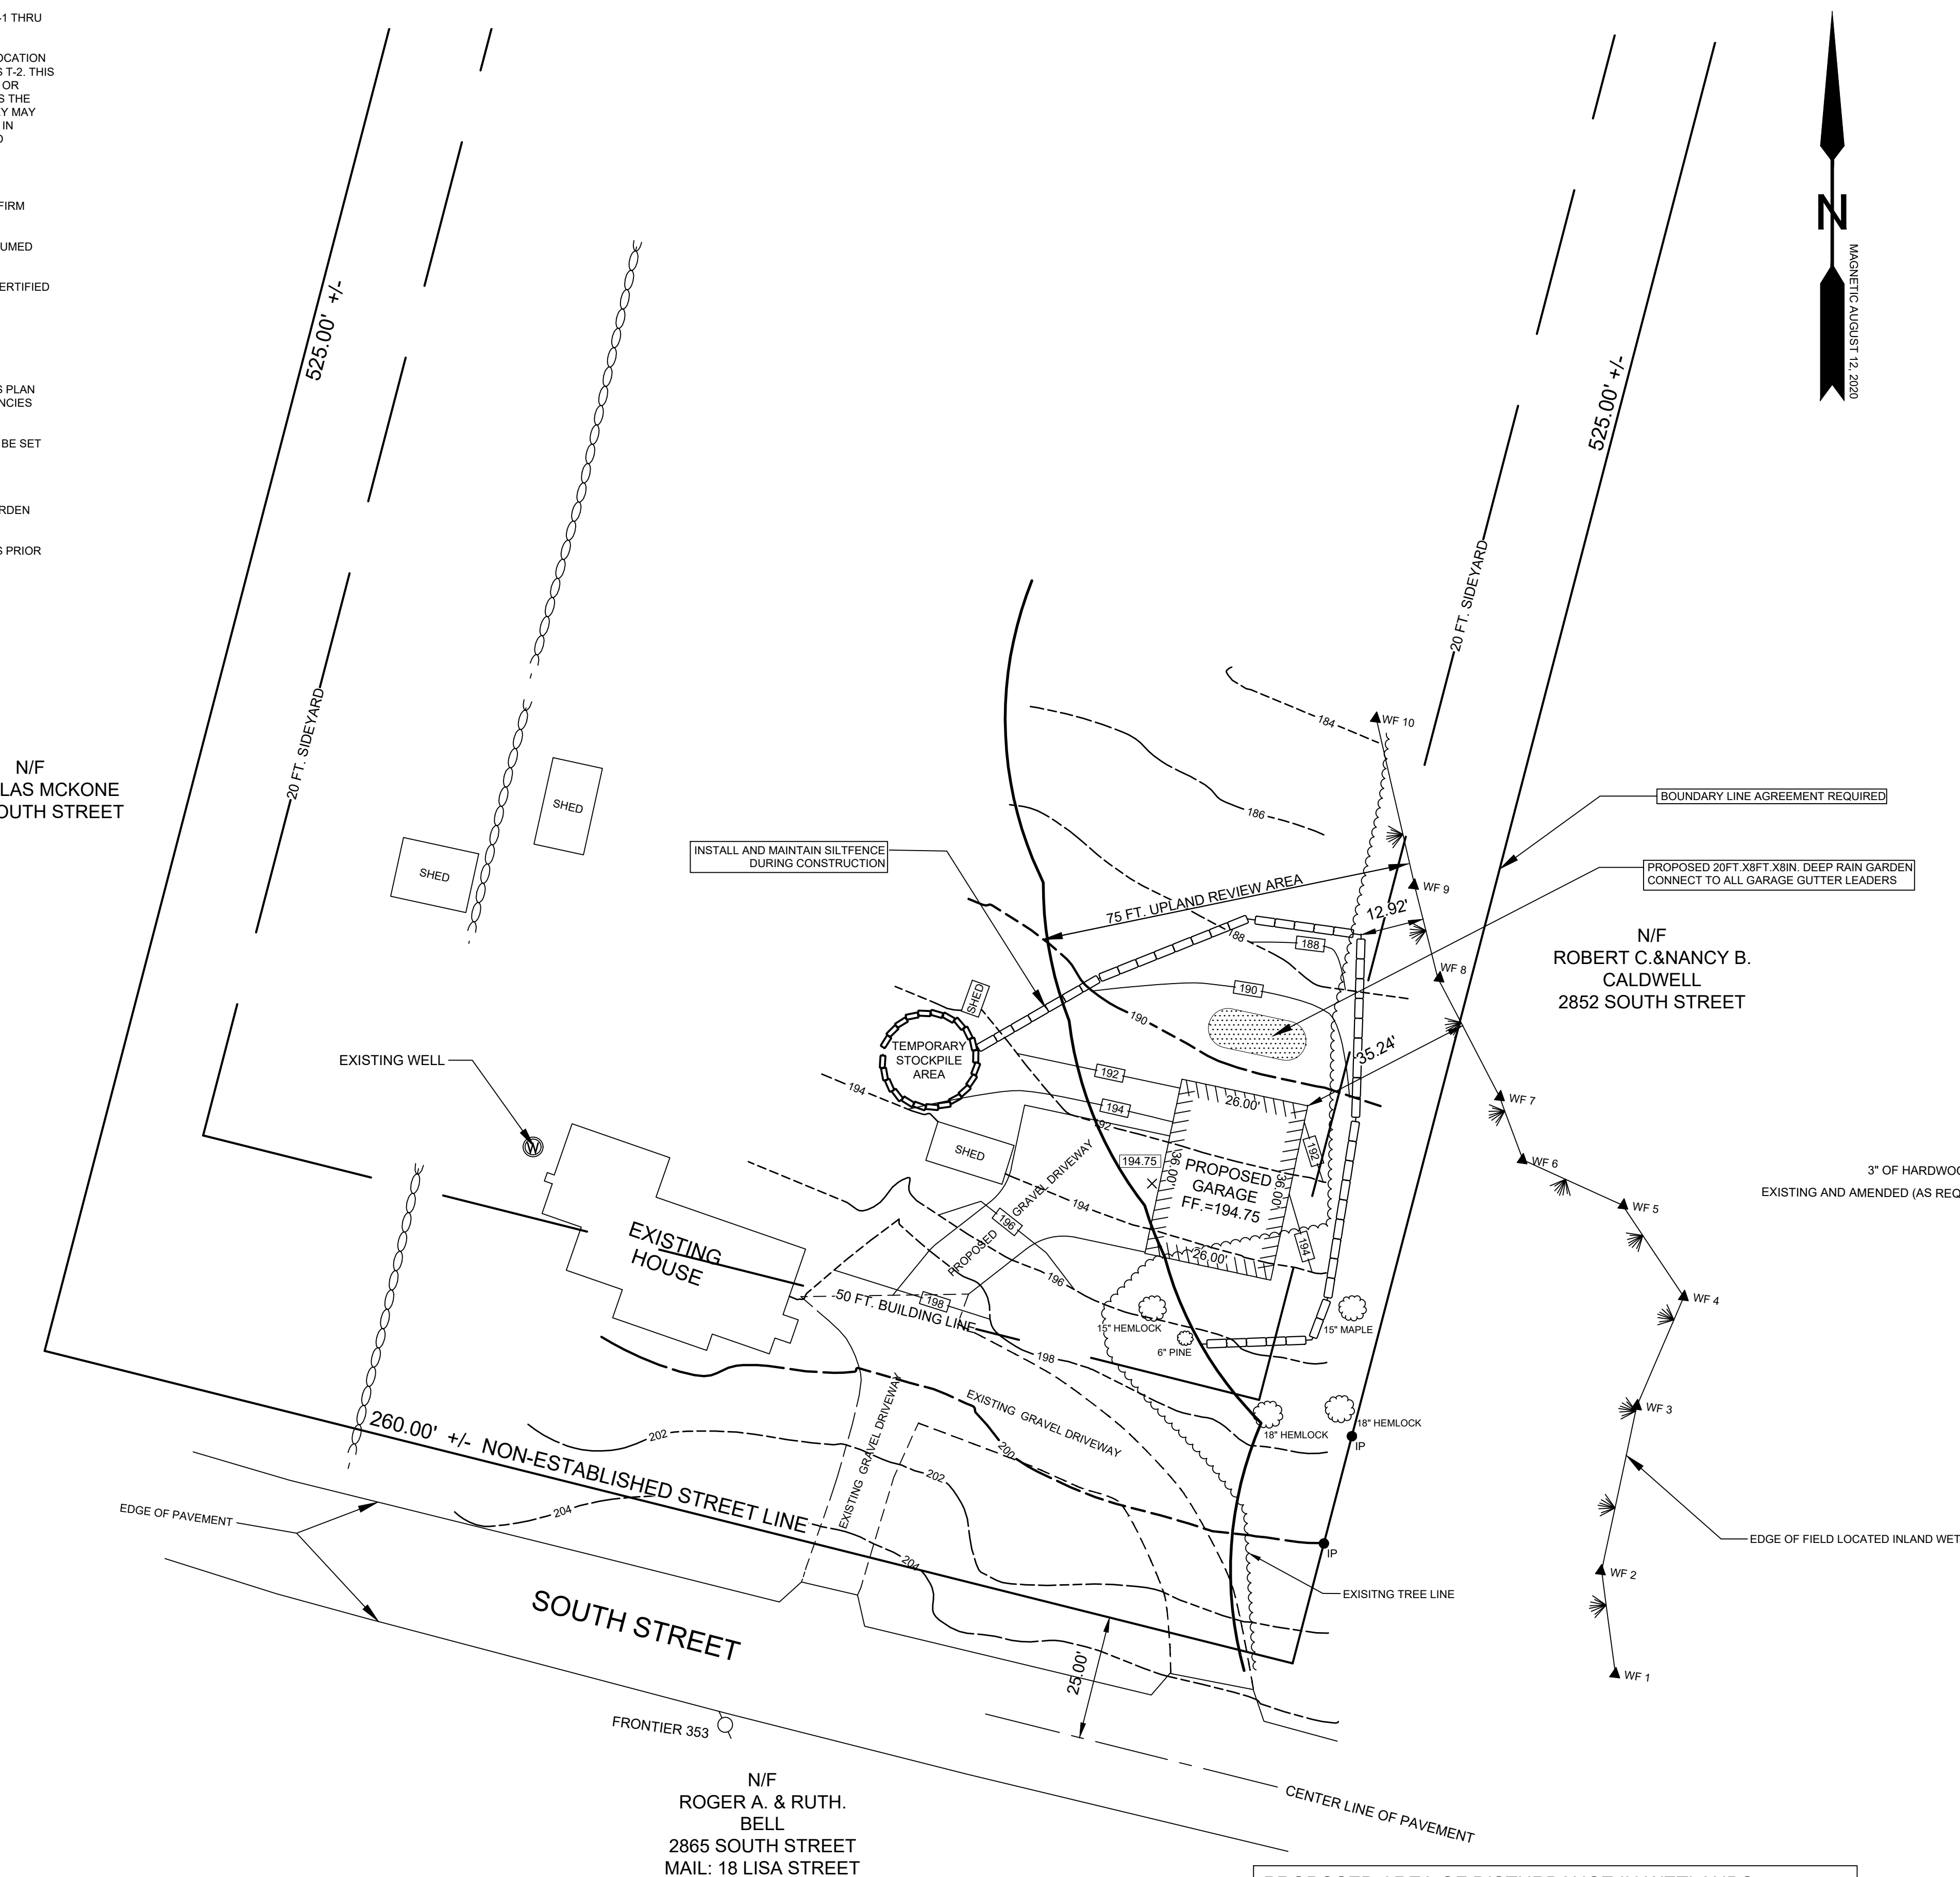 -1 THRU
OCATION
S T-2. THIS
OR
S THE
Y MAY
IN
FIRM
UMED
ERTIFIED
S PLAN
NCIES
BE SET
RDEN
S PRIOR
525.00' +/-
525.00' +/-
N
MAGNETIC AUGUST 12, 2020
20 FT. SIDEYARD
20 FT. SIDEYARD
N/F
LAS MCKONE
OUTH STREET
SHED
SHED
184
WF 10
186
BOUNDARY LINE AGREEMENT REQUIRED
INSTALL AND MAINTAIN SILTFENCE
DURING CONSTRUCTION
PROPOSED 20FT.X8FT.X8IN. DEEP RAIN GARDEN
CONNECT TO ALL GARAGE GUTTER LEADERS
75 FT. UPLAND REVIEW AREA
WF 9
12.92'
188
188
N/F
ROBERT C.&NANCY B.
CALDWELL
2852 SOUTH STREET
WF 8
SHED
190
190
TEMPORARY
STOCKPILE
AREA
35.24'
EXISTING WELL
W
194
192
194
192
26.00'
WF 7
SHED
194.75
36.00'
PROPOSED
GARAGE
FF.=194.75
36.00'
192
WF 6
3" OF HARDWO
EXISTING AND AMENDED (AS REQ
WF 5
PROPOSED GRAVEL DRIVEWAY
194
196
194
26.00'
EXISTING
HOUSE
196
198
50 FT. BUILDING LINE
WF 4
15" HEMLOCK
15" MAPLE
6" PINE
198
EXISTING GRAVEL DRIVEWAY
EXISTING GRAVEL DRIVEWAY
WF 3
18" HEMLOCK
18" HEMLOCK
IP
260.00' +/- NON-ESTABLISHED STREET LINE
202
200
202
204
204
EDGE OF PAVEMENT
IP
EDGE OF FIELD LOCATED INLAND WET
WF 2
EXISITNG TREE LINE
SOUTH STREET
25.00'
WF 1
FRONTIER 353
N/F
ROGER A. & RUTH.
BELL
2865 SOUTH STREET
MAIL: 18 LISA STREET
CENTER LINE OF PAVEMENT
PROPOSED AREA OF DISTURBANCE IN WETLANDS